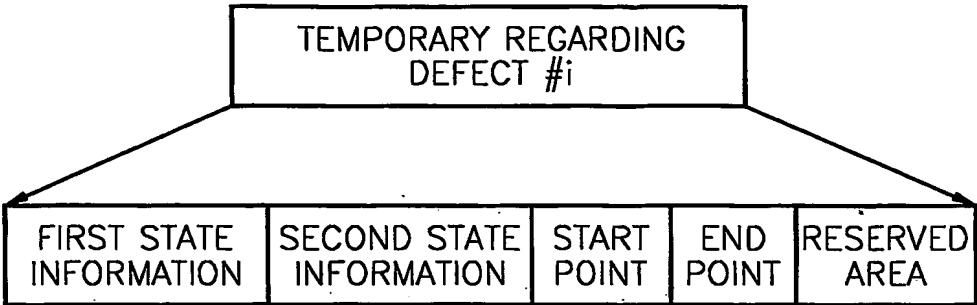 TEMPORARY REGARDING
DEFECT #i
FIRST STATE
INFORMATION
SECOND STATE
INFORMATION
START
POINT
END
POINT
RESERVED
AREA